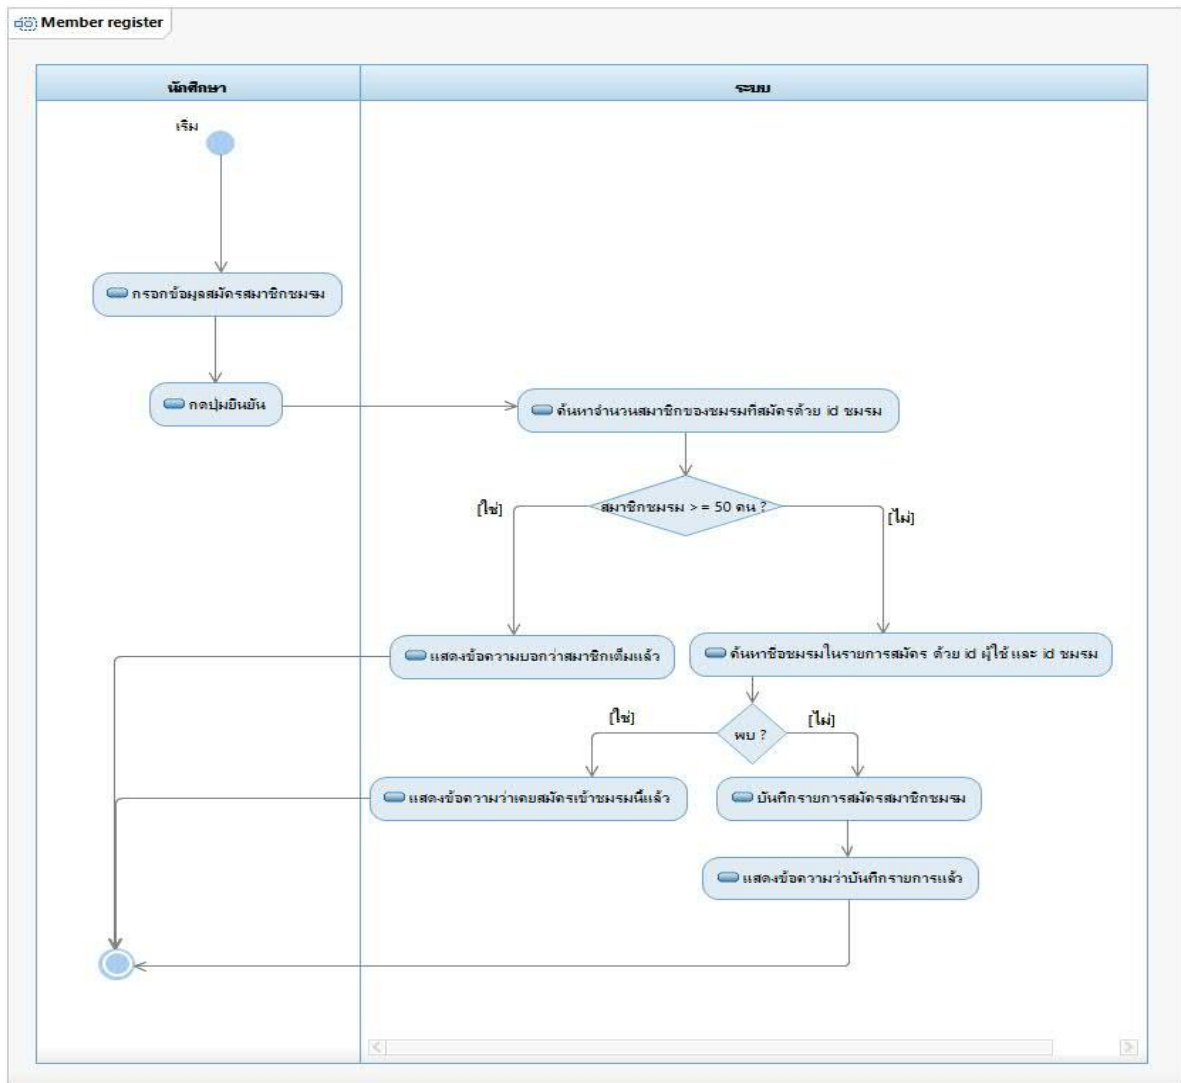 Member register
นักศึกษา
ระบบ
เริ่ม
กรอกข้อมูลสมัครสมาชิกชมรม
กดปุ่มยืนยัน
ค้นหาจำนวนสมาชิกของชมรมที่สมัครด้วย id ชมรม
สมาชิกชมรม > = 50 คน ?
[ใช่]
[ไม่]
แสดงข้อความบอกว่าสมาชิกเต็มแล้ว
ค้นหาชื่อชมรมในรายการสมัคร ด้วย id ผู้ใช้ และ id ชมรม
[ใช่]
[ไม่]
พบ ?
แสดงข้อความว่าเคยสมัครเข้าชมรมนี้แล้ว
บันทึกรายการสมัครสมาชิกชมรม
แสดงข้อความว่าบันทึกรายการแล้ว